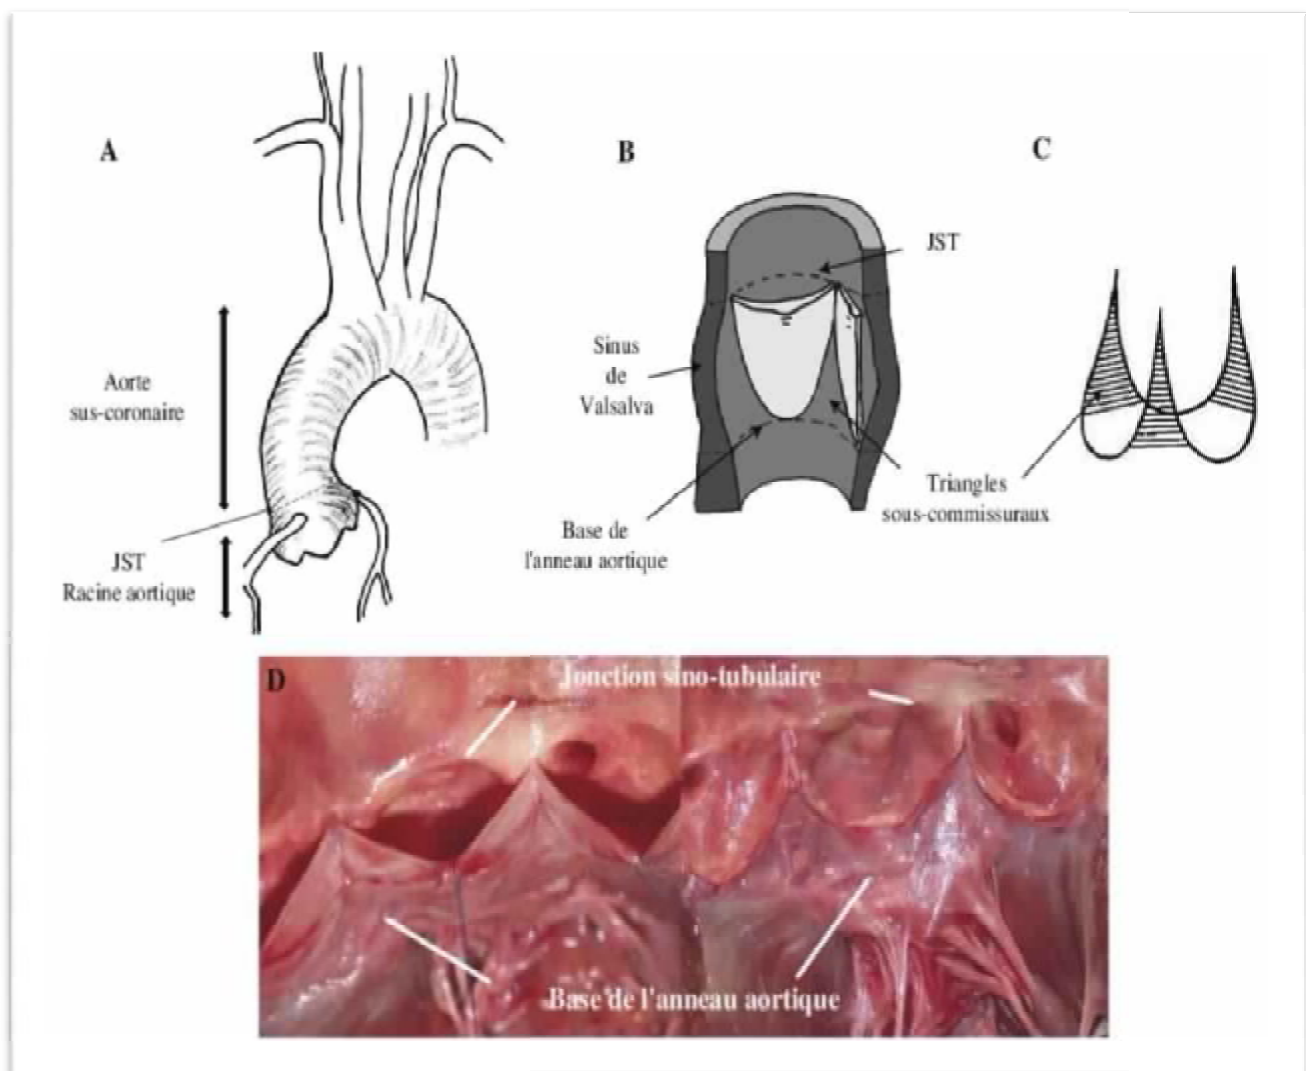 A
B
C
JST
Sinus
de
Valsalva
Aorte
sus-coronaire
Triangles
sous-commissuraux
Base de
l'anneau aortique
JST
Racine aortique
D
Jonction sino-tubulaire
Base de l'anneau aortique